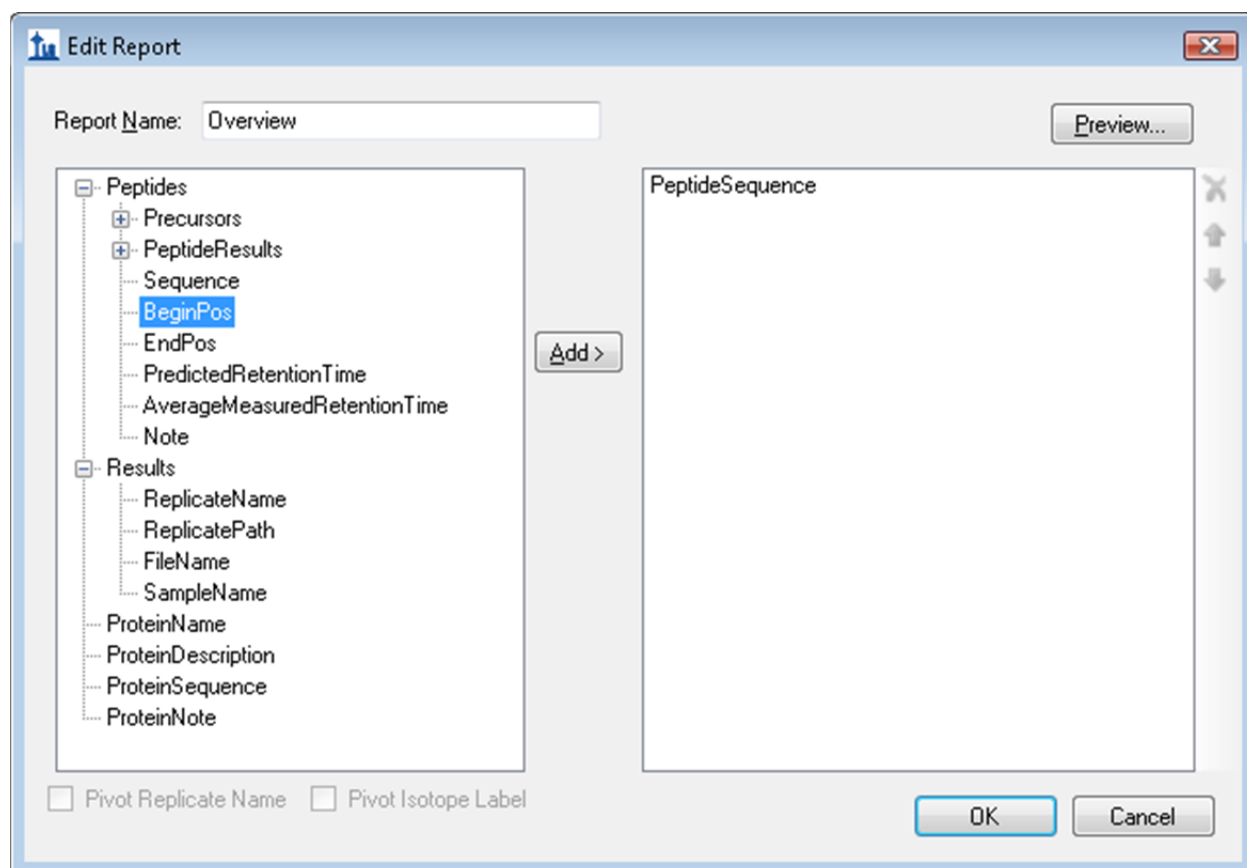 Edit Report
Report Name: Overview
Preview...
Peptides
Precursors
PeptideResults
Sequence
BeginPos
EndPos
PredictedRetentionTime
AverageMeasuredRetentionTime
Note
Results
ReplicateName
ReplicatePath
FileName
SampleName
ProteinName
ProteinDescription
ProteinSequence
ProteinNote
Add >
PeptideSequence
Pivot Replicate Name Pivot Isotope Label
OK Cancel